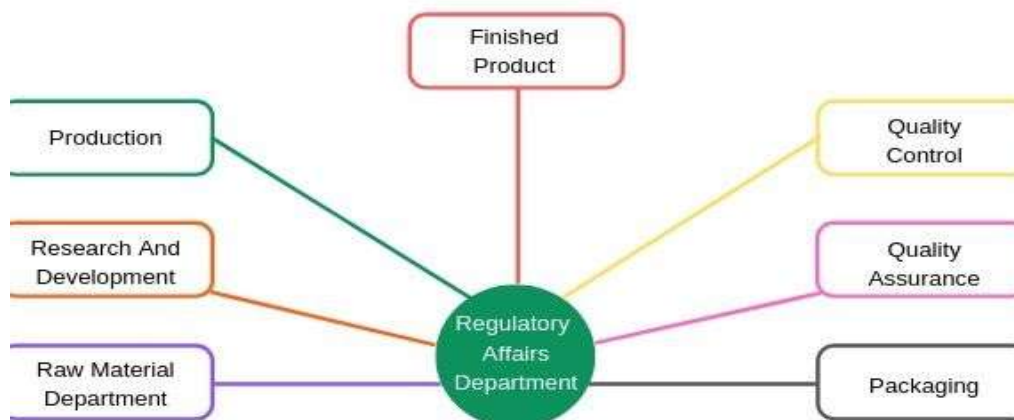 Finished
Product
Production
Quality
Control
Research And
Development
Quality
Assurance
Regulatory
Affairs
Department
Raw Material
Department
Packaging